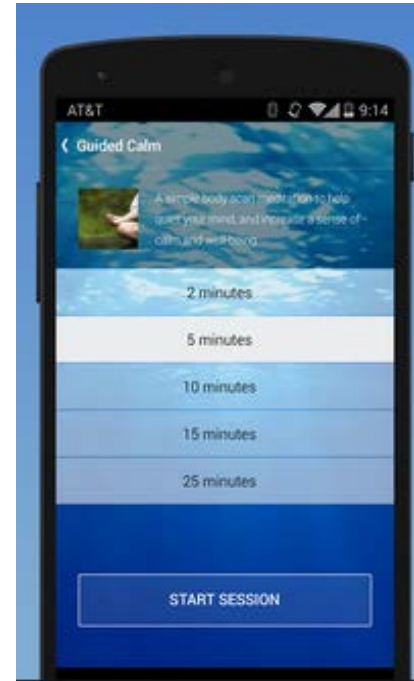 AT&T 9:14
Guided Calm
A simple body scan meditation to help
quiet your mind, and increase a sense of
calm and well-being.
2 minutes
5 minutes
10 minutes
15 minutes
25 minutes
START SESSION